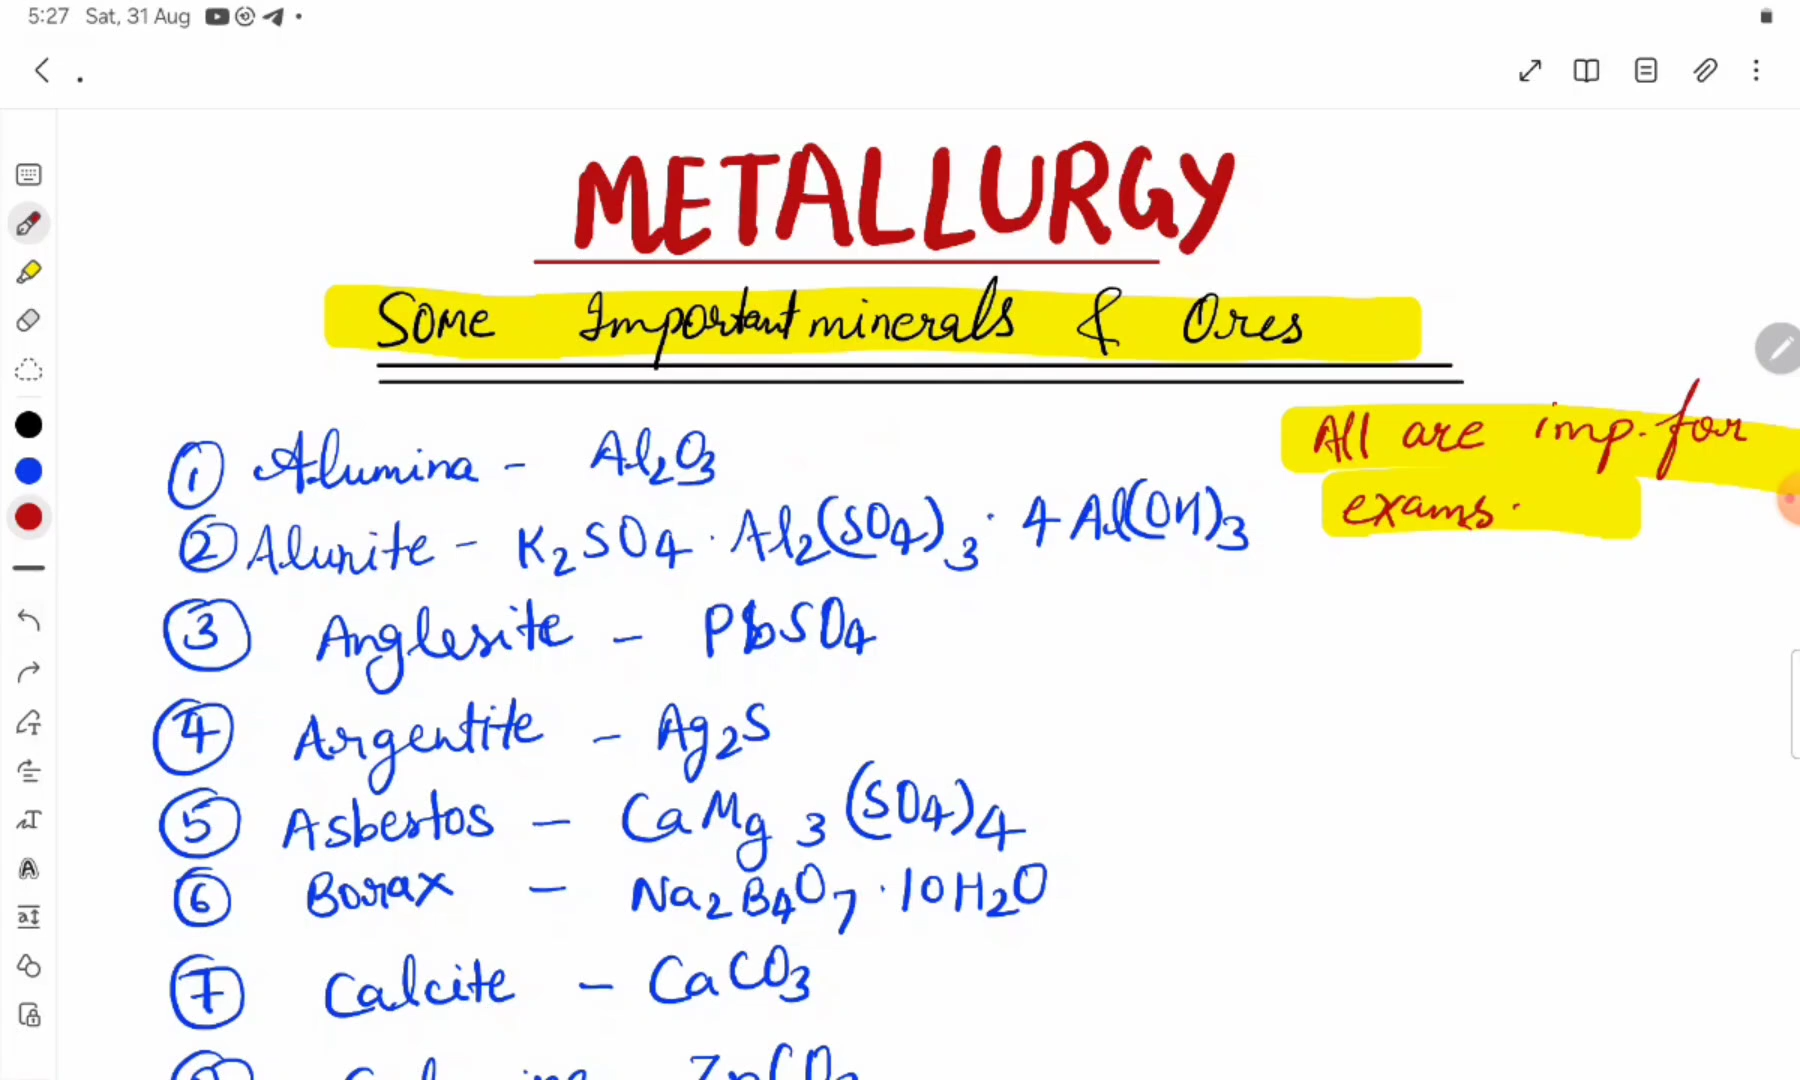 5:27 Sat, 31 Aug
METALLURGY
Some Important minerals & Ores
All are imp. for
exams.
① Alumina - Al₂O₃
② Alunite - K₂SO₄·Al₂(SO₄)₃·4Al(OH)₃
③ Anglesite - PbSO₄
④ Argentite - Ag₂S
⑤ Asbestos - CaMg₃(SO₄)₄
⑥ Borax - Na₂B₄O₇·10H₂O
⑦ Calcite - CaCO₃